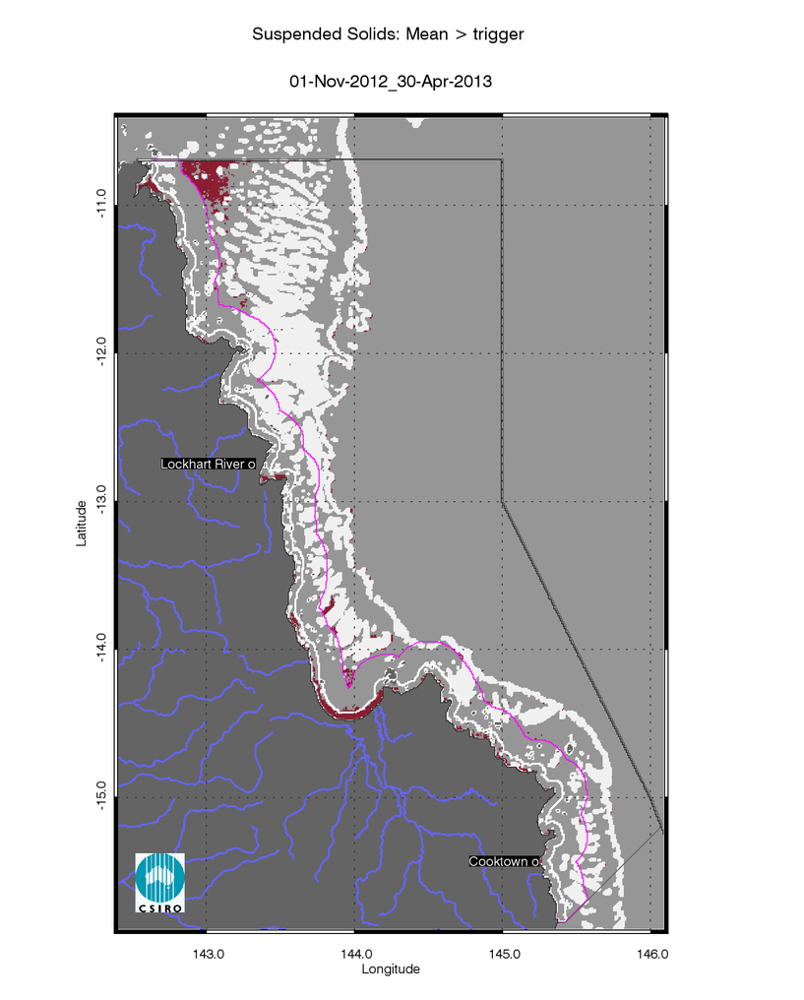 Suspended Solids: Mean > trigger
01-Nov-2012_30-Apr-2013
-11.0
-12.0
Lockhart River o
-13.0
Latitude
-14.0
-15.0
Cooktown o
CSIRO
143.0 144.0 145.0 146.0
Longitude